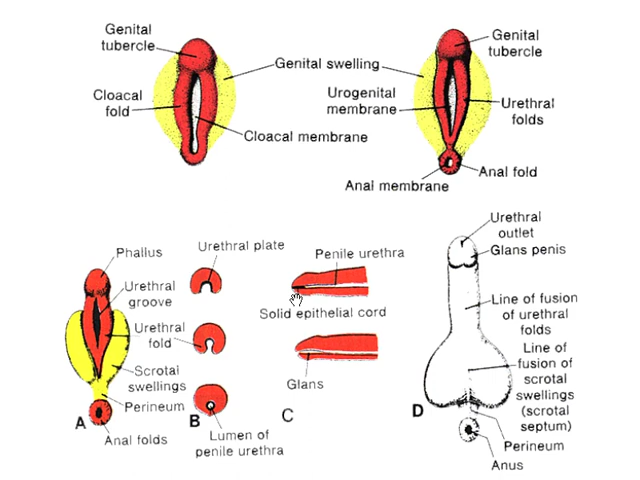 Genital
tubercle
Genital swelling
Cloacal
fold
Cloacal membrane
Genital
tubercle
Urogenital
membrane
Urethral
folds
Anal fold
Anal membrane
Phallus
Urethral
groove
Urethral
fold
Scrotal
swellings
Perineum
A
Anal folds
Urethral plate
B
Lumen of
penile urethra
Penile urethra
Solid epithelial cord
Glans
C
Urethral
outlet
Glans penis
Line of fusion
of urethral
folds
Line of
fusion of
scrotal
swellings
(scrotal
septum)
D
Perineum
Anus